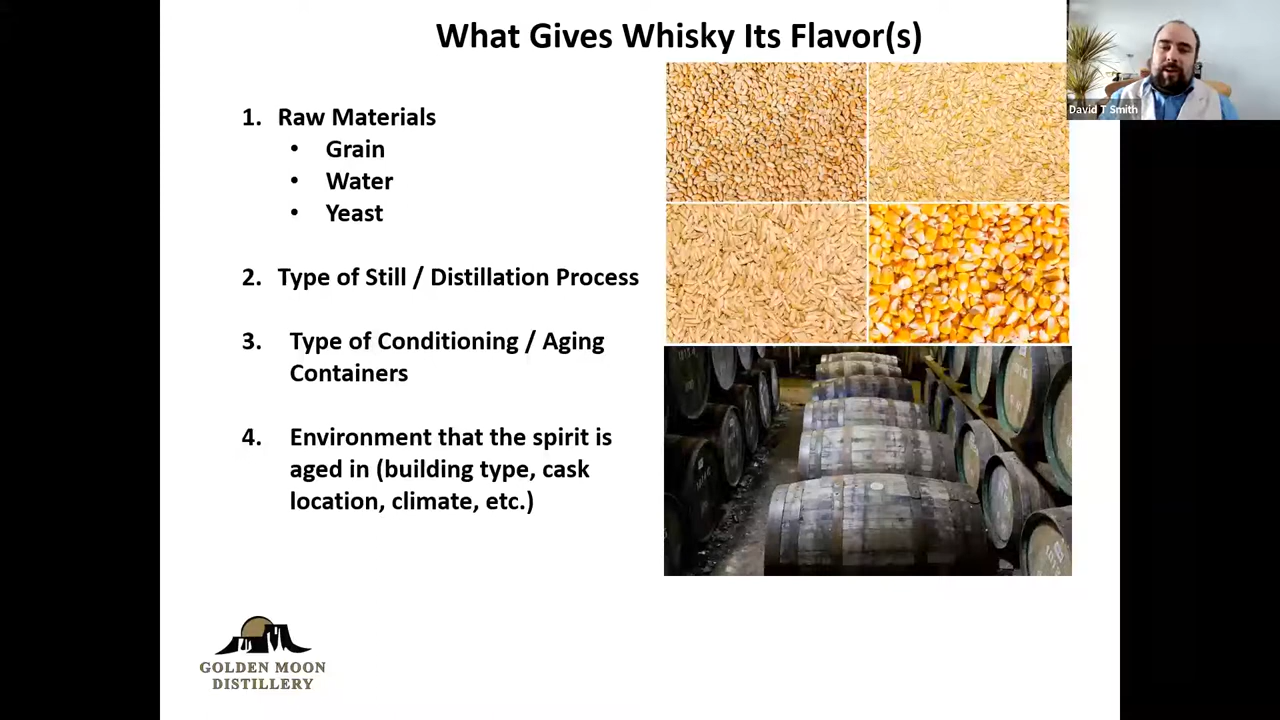 What Gives Whisky Its Flavor(s)
David T Smith
1. Raw Materials
• Grain
• Water
• Yeast
2. Type of Still / Distillation Process
3. Type of Conditioning / Aging
Containers
4. Environment that the spirit is
aged in (building type, cask
location, climate, etc.)
GOLDEN MOON
DISTILLERY